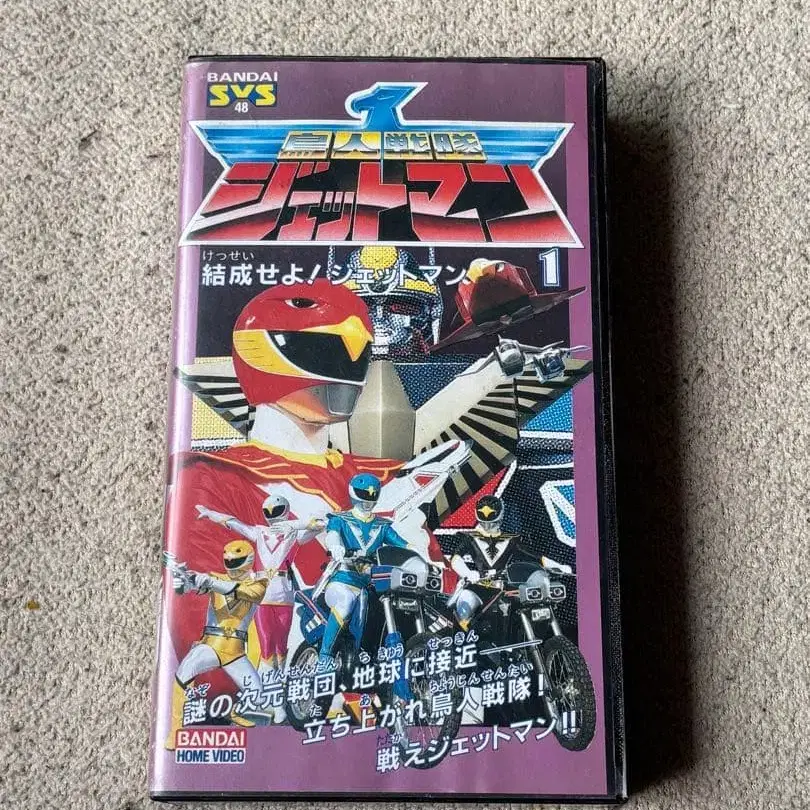 BANDAI
SVS
48
鳥人戦隊
ジェットマン
けっせい
結成せよ!ジェットマン
1
なぞ じげんせんだん ちきゅう せっきん
謎の次元戦団、地球に接近──
た あ ちょうじんせんたい
立ち上がれ鳥人戦隊!
たたか
戦えジェットマン!!
BANDAI
HOME VIDEO